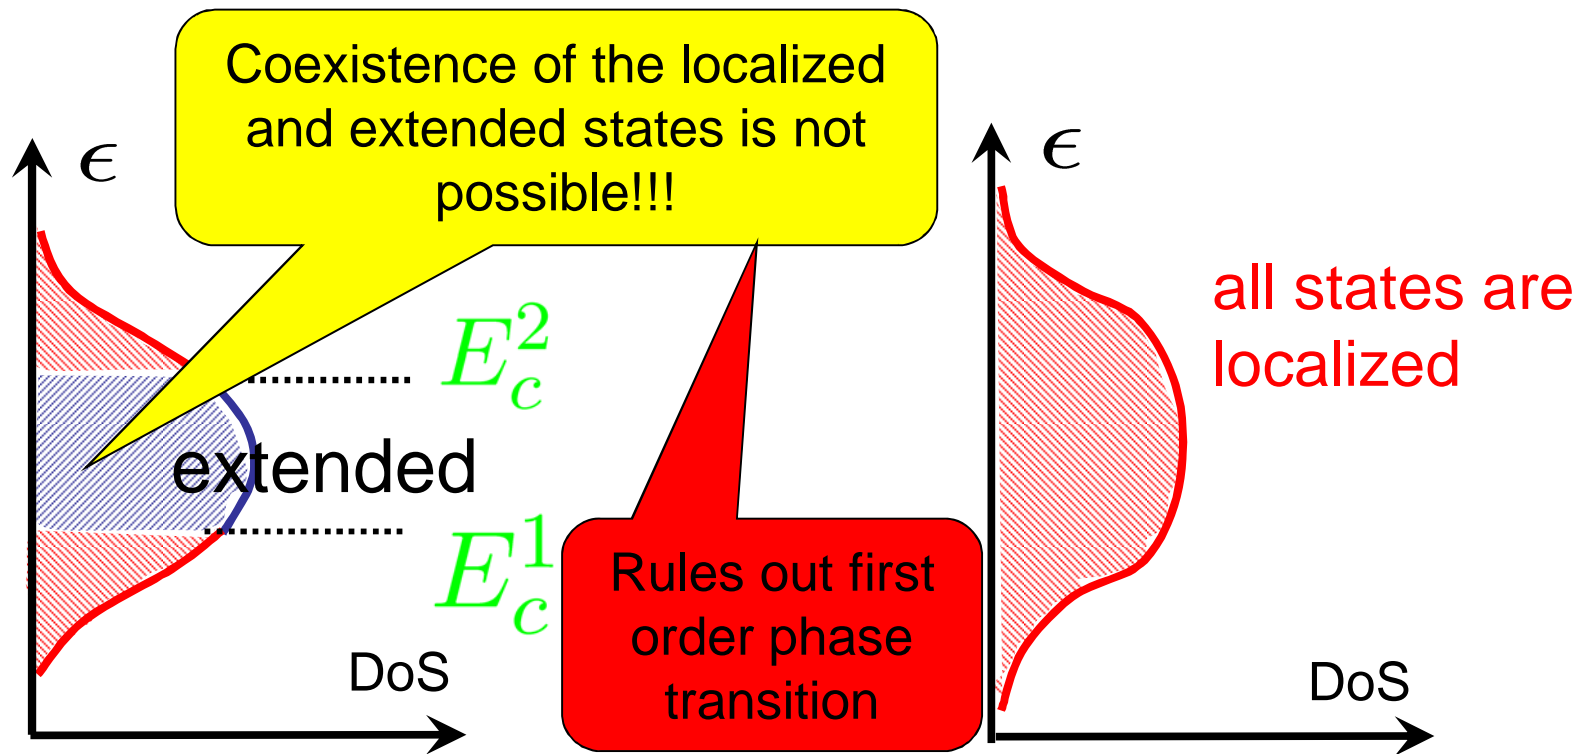 Coexistence of the localized
and extended states is not
possible!!!
ϵ
E_c^2
extended
E_c^1
DoS
Rules out first
order phase
transition
ϵ
all states are
localized
DoS